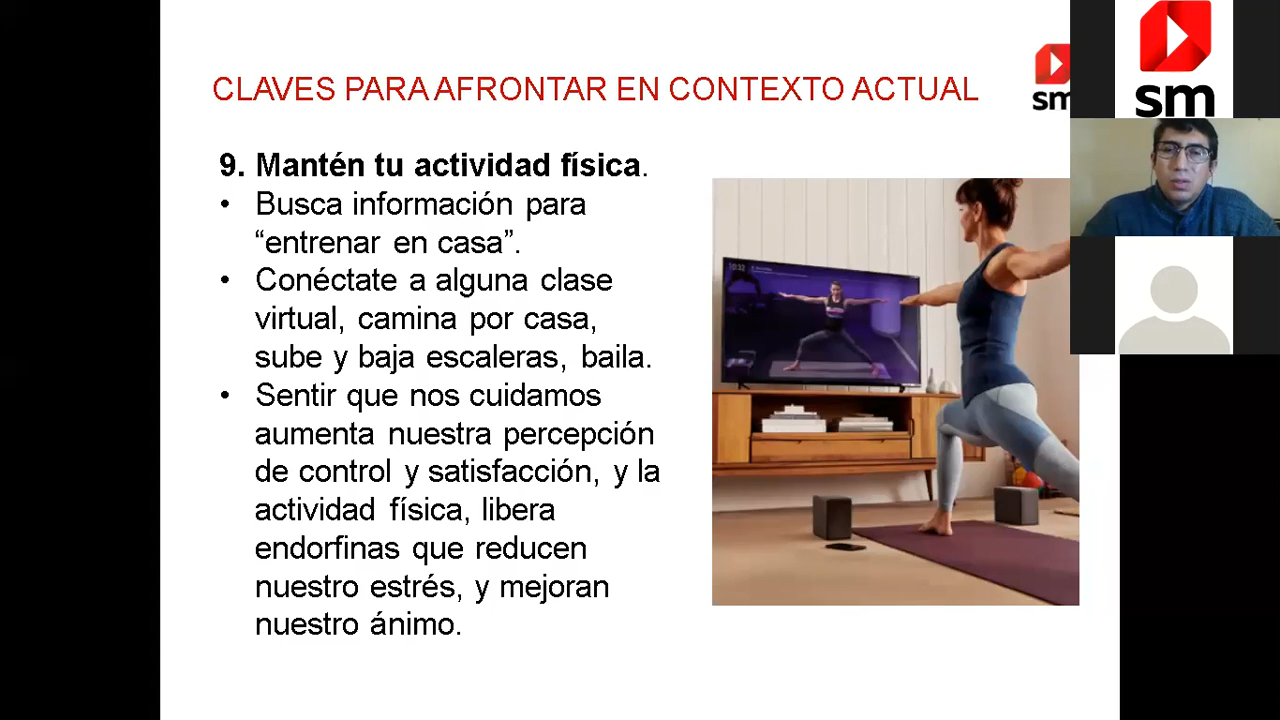 CLAVES PARA AFRONTAR EN CONTEXTO ACTUAL
sm
sm
9. Mantén tu actividad física.
• Busca información para
“entrenar en casa”.
• Conéctate a alguna clase
virtual, camina por casa,
sube y baja escaleras, baila.
• Sentir que nos cuidamos
aumenta nuestra percepción
de control y satisfacción, y la
actividad física, libera
endorfinas que reducen
nuestro estrés, y mejoran
nuestro ánimo.
10:32